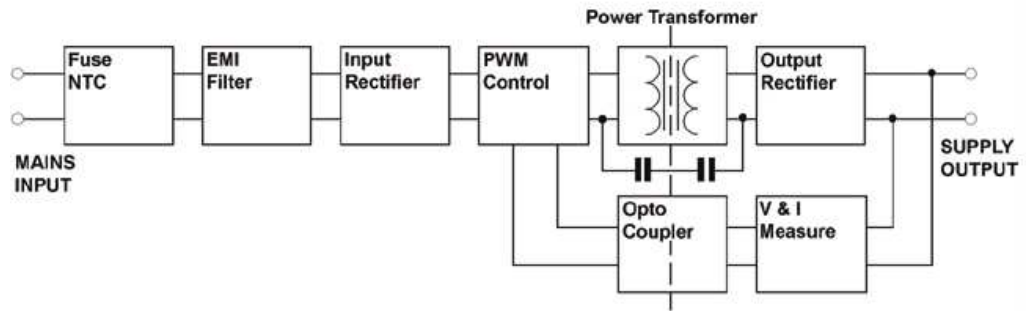 Power Transformer
Fuse
NTC
EMI
Filter
Input
Rectifier
PWM
Control
Output
Rectifier
MAINS
INPUT
SUPPLY
OUTPUT
Opto
Coupler
V & I
Measure